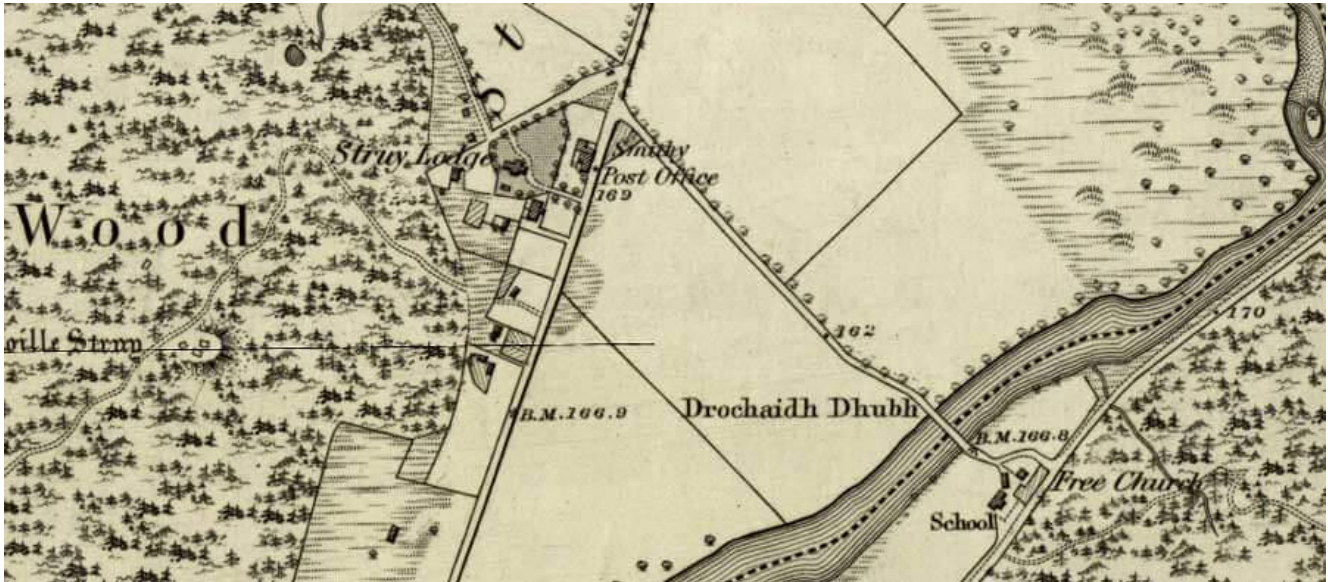 t
S
Struy Lodge
Smithy
Post Office
169
Wood
oille Struy
162
170
B.M.166.9
Drochaidh Dhubh
B.M.166.8
Free Church
School